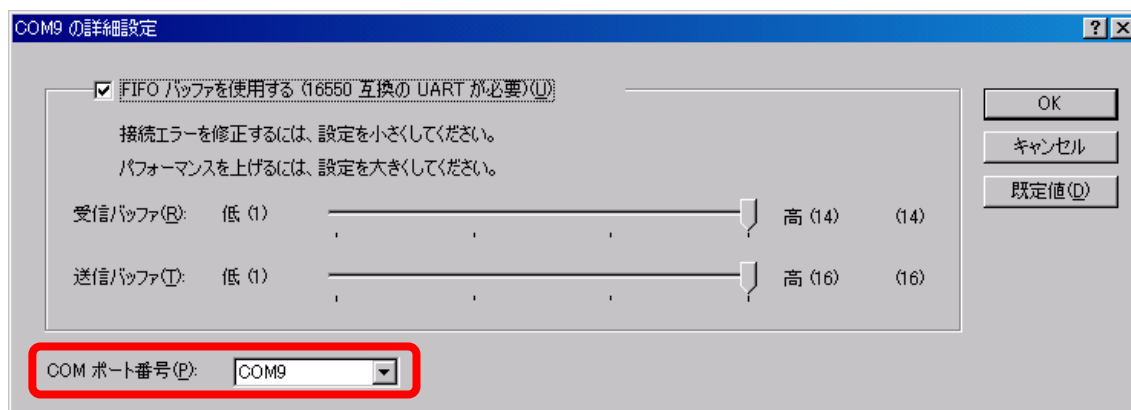 COM9 の詳細設定
FIFO バッファを使用する (16550 互換の UART が必要)(U)
接続エラーを修正するには、設定を小さくしてください。
パフォーマンスを上げるには、設定を大きくしてください。
受信バッファ(R): 低 (1) 高 (14) (14)
送信バッファ(T): 低 (1) 高 (16) (16)
COM ポート番号(P): COM9
OK
キャンセル
既定値(D)